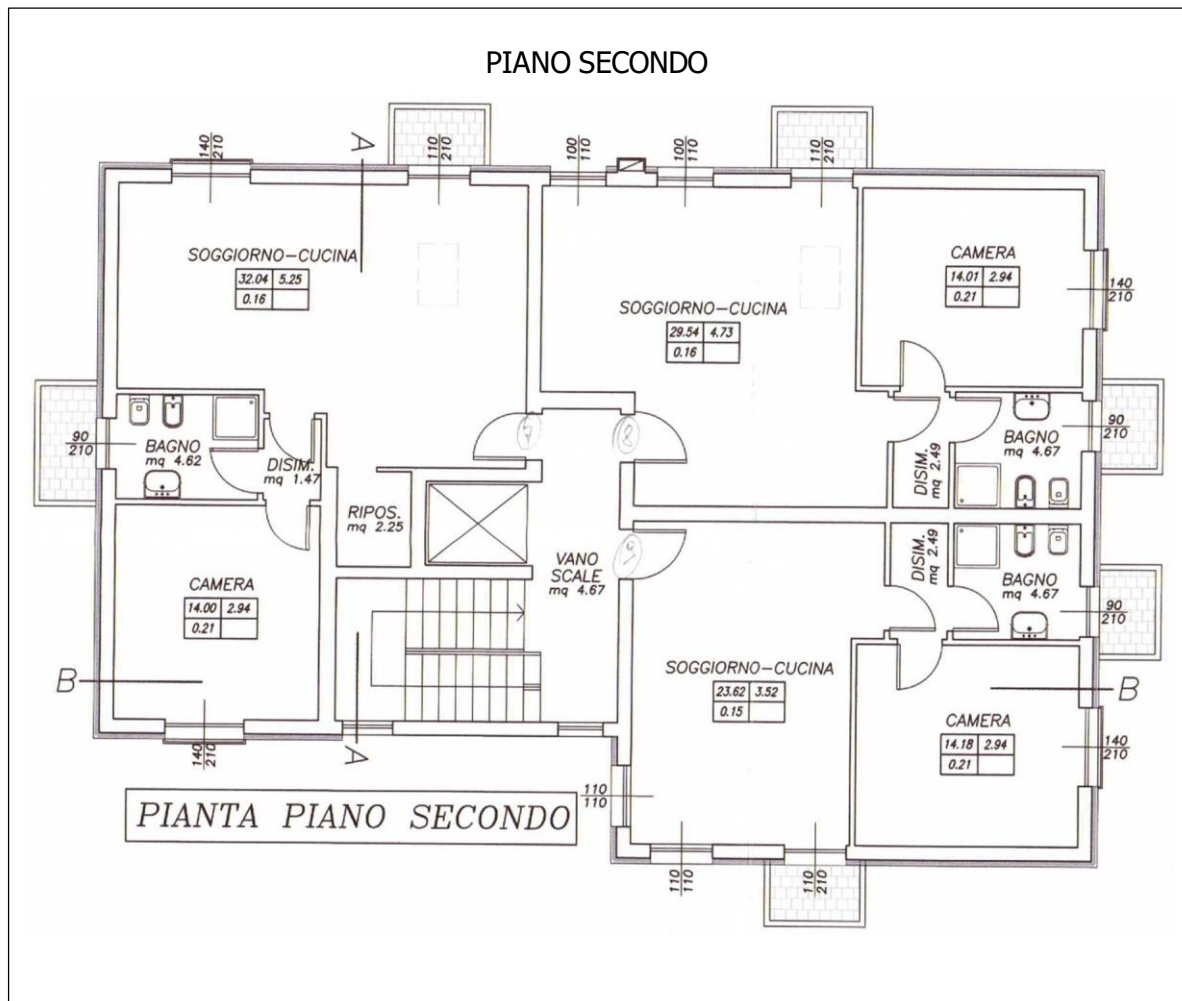 PIANO SECONDO
A
140
210
110
210
100
110
100
110
110
210
SOGGIORNO-CUCINA
32.04 5.25
0.16
SOGGIORNO-CUCINA
29.54 4.73
0.16
CAMERA
14.01 2.94
0.21
140
210
90
210
BAGNO
mq 4.62
DISIM.
mq 1.47
7
8
DISIM.
mq 2.49
BAGNO
mq 4.67
90
210
RIPOS.
mq 2.25
VANO
SCALE
mq 4.67
9
DISIM.
mq 2.49
BAGNO
mq 4.67
90
210
CAMERA
14.00 2.94
0.21
B
140
210
A
SOGGIORNO-CUCINA
23.62 3.52
0.15
B
CAMERA
14.18 2.94
0.21
140
210
110
110
PIANTA PIANO SECONDO
110
110
110
210